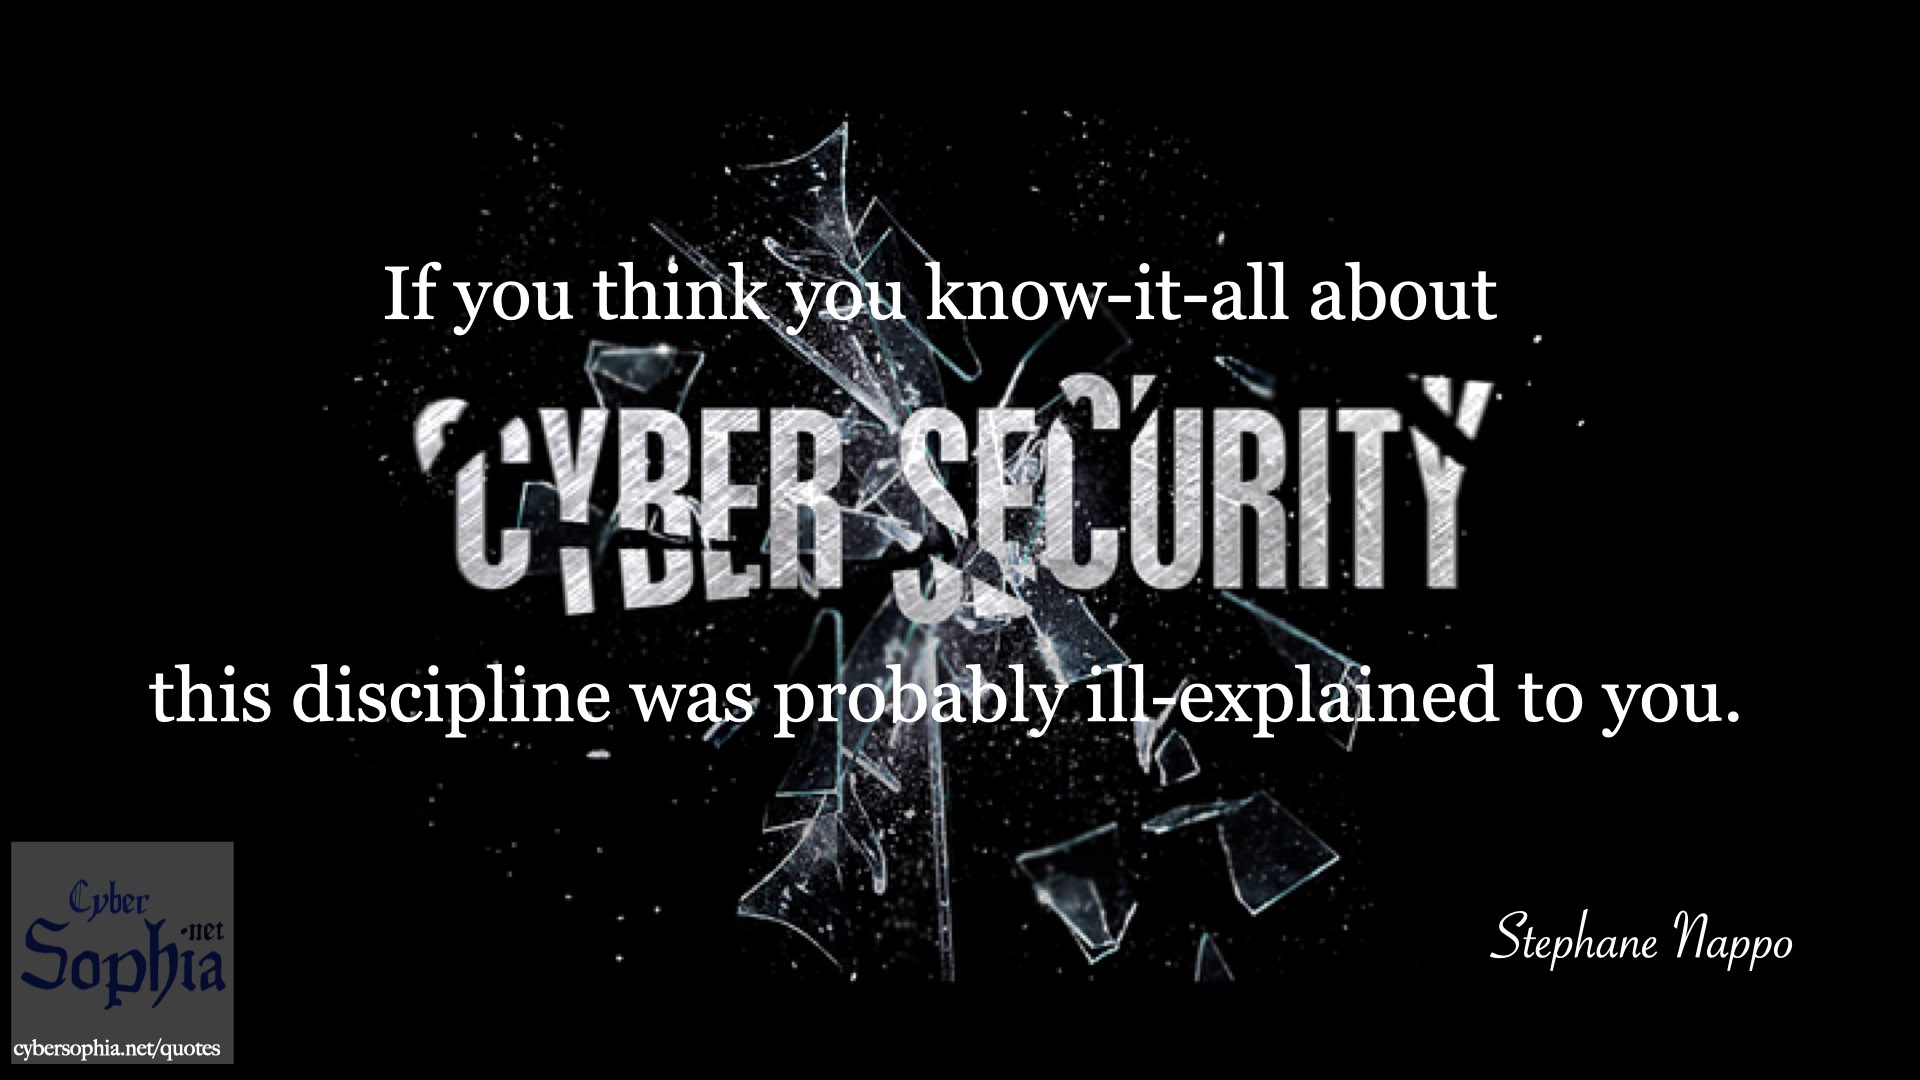 If you think you know-it-all about
CYBER SECURITY
this discipline was probably ill-explained to you.
Stephane Nappo
Cyber
Sophia.net
cybersophia.net/quotes